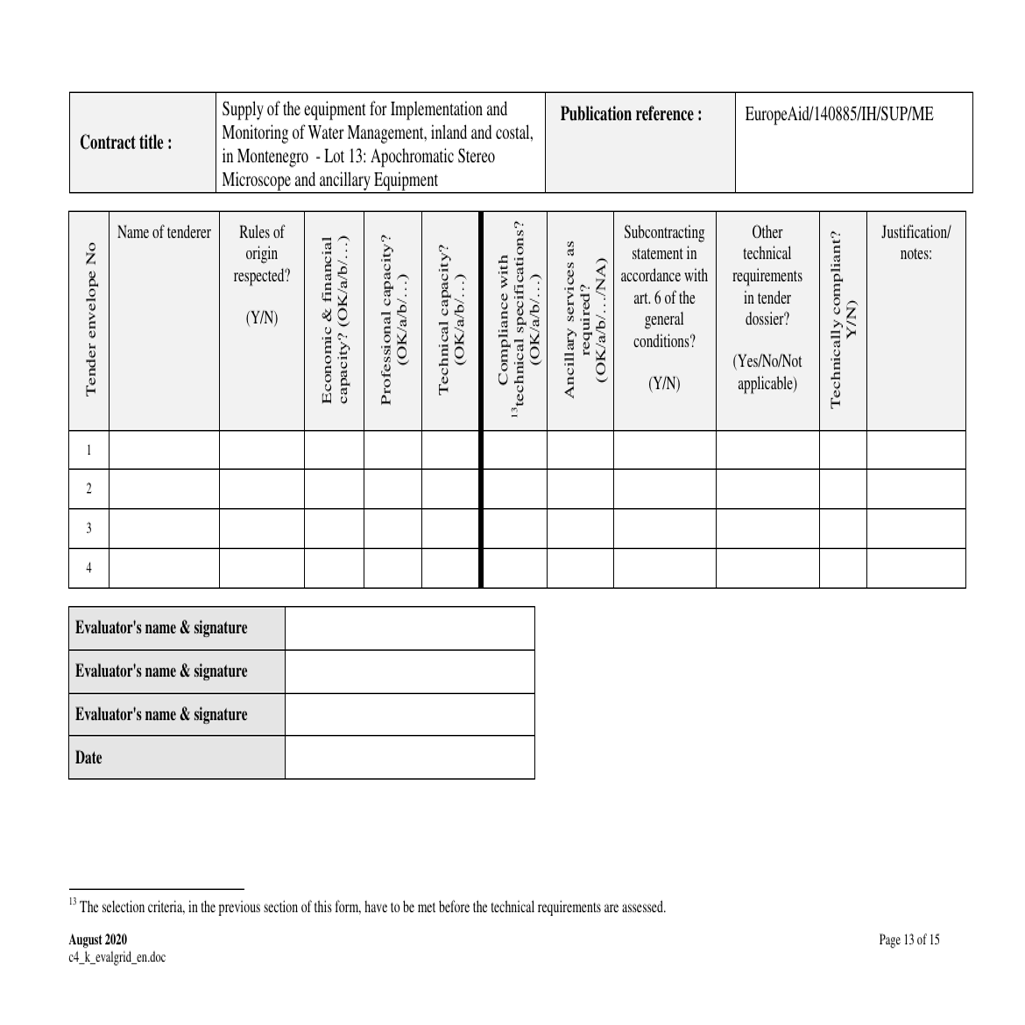 Contract title :
Supply of the equipment for Implementation and
Monitoring of Water Management, inland and costal,
in Montenegro - Lot 13: Apochromatic Stereo
Microscope and ancillary Equipment
Publication reference :
EuropeAid/140885/IH/SUP/ME
Tender envelope No
Name of tenderer
Rules of
origin
respected?
(Y/N)
Economic & financial
capacity? (OK/a/b/…)
Professional capacity?
(OK/a/b/…)
Technical capacity?
(OK/a/b/…)
Compliance with
13technical specifications?
(OK/a/b/…)
Ancillary services as
required?
(OK/a/b/…/NA)
Subcontracting
statement in
accordance with
art. 6 of the
general
conditions?
(Y/N)
Other
technical
requirements
in tender
dossier?
(Yes/No/Not
applicable)
Technically compliant?
Y/N)
Justification/
notes:
1
2
3
4
Evaluator's name & signature
Evaluator's name & signature
Evaluator's name & signature
Date
13 The selection criteria, in the previous section of this form, have to be met before the technical requirements are assessed.
August 2020
Page 13 of 15
c4_k_evalgrid_en.doc